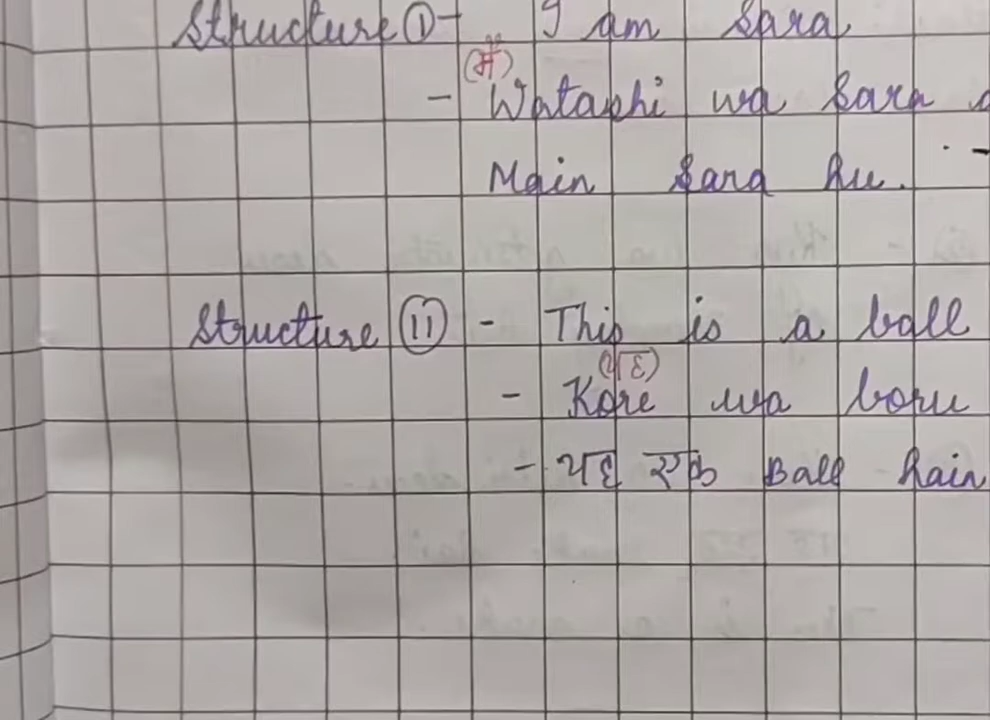 Structure ① - I am Sara
(मैं)
- Watashi wa Sara
Main Sara hu.
Structure ⑪ - This is a ball
(यह)
- Kore wa boru
- यह एक Ball hain